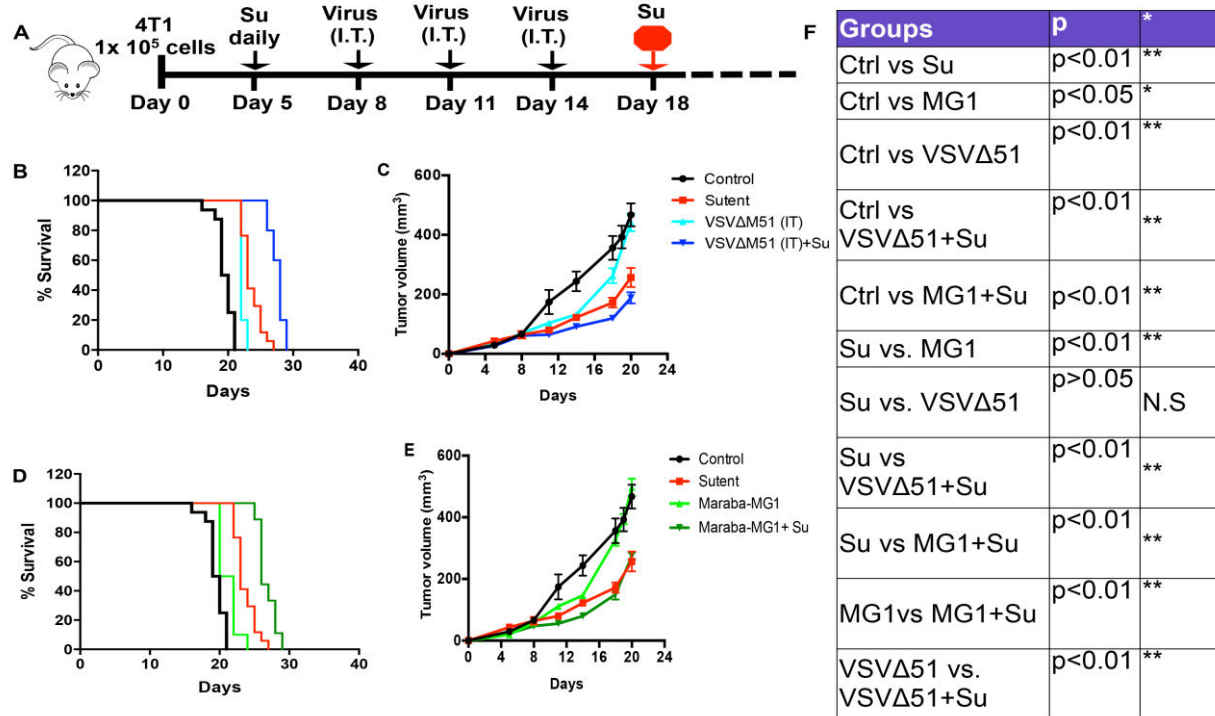 A
4T1
1x 10⁵ cells
Su
daily
Virus
(I.T.)
Virus
(I.T.)
Virus
(I.T.)
Su
Day 0
Day 5
Day 8
Day 11
Day 14
Day 18
B
% Survival
120
100
80
60
40
20
0
0
10
20
30
40
Days
C
Tumor volume (mm³)
600
400
200
0
0
4
8
12
16
20
24
Days
Control
Sutent
VSVΔM51 (IT)
VSVΔM51 (IT)+Su
D
% Survival
120
100
80
60
40
20
0
0
10
20
30
40
Days
E
Tumor volume (mm³)
600
400
200
0
0
4
8
12
16
20
24
Days
Control
Sutent
Maraba-MG1
Maraba-MG1+ Su
F
Groups p *
Ctrl vs Su p<0.01 **
Ctrl vs MG1 p<0.05 *
Ctrl vs VSVΔ51 p<0.01 **
Ctrl vs
VSVΔ51+Su p<0.01 **
Ctrl vs MG1+Su p<0.01 **
Su vs. MG1 p<0.01 **
Su vs. VSVΔ51 p>0.05 N.S
Su vs
VSVΔ51+Su p<0.01 **
Su vs MG1+Su p<0.01 **
MG1vs MG1+Su p<0.01 **
VSVΔ51 vs.
VSVΔ51+Su p<0.01 **